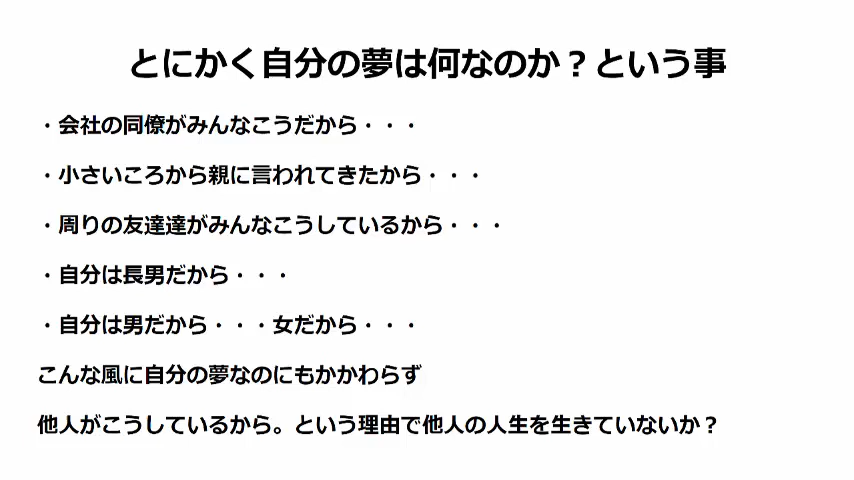 とにかく自分の夢は何なのか？という事
・会社の同僚がみんなこうだから・・・
・小さいころから親に言われてきたから・・・
・周りの友達達がみんなこうしているから・・・
・自分は長男だから・・・
・自分は男だから・・・女だから・・・
こんな風に自分の夢なのにもかかわらず
他人がこうしているから。という理由で他人の人生を生きていないか？